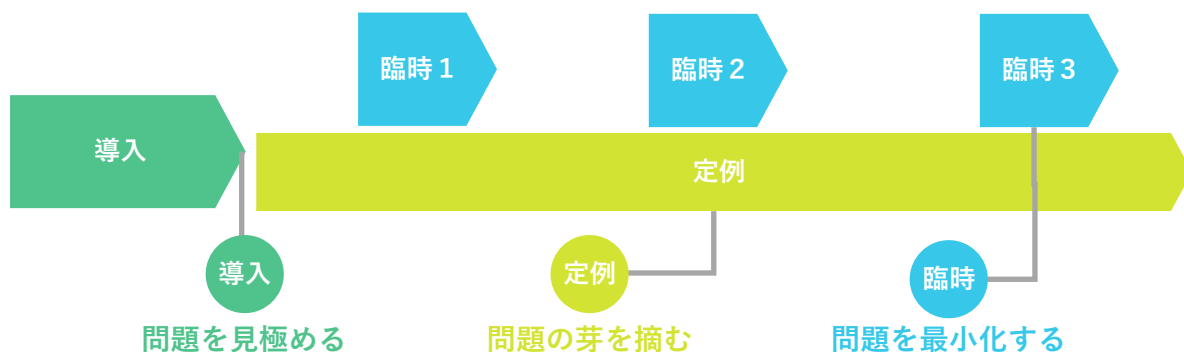 臨時1
臨時2
臨時3
導入
定例
導入
定例
臨時
問題を見極める
問題の芽を摘む
問題を最小化する